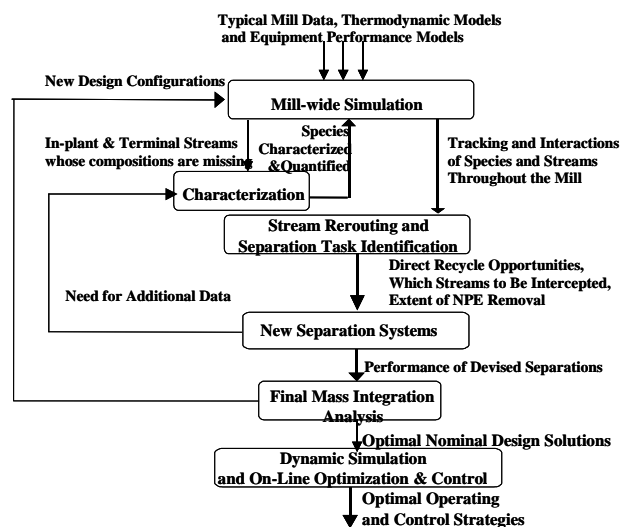 Typical Mill Data, Thermodynamic Models
and Equipment Performance Models
New Design Configurations
Mill-wide Simulation
In-plant & Terminal Streams
whose compositions are missing
Species
Characterized
&Quantified
Tracking and Interactions
of Species and Streams
Throughout the Mill
Characterization
Stream Rerouting and
Separation Task Identification
Direct Recycle Opportunities,
Which Streams to Be Intercepted,
Extent of NPE Removal
Need for Additional Data
New Separation Systems
Performance of Devised Separations
Final Mass Integration
Analysis
Optimal Nominal Design Solutions
Dynamic Simulation
and On-Line Optimization & Control
Optimal Operating
and Control Strategies